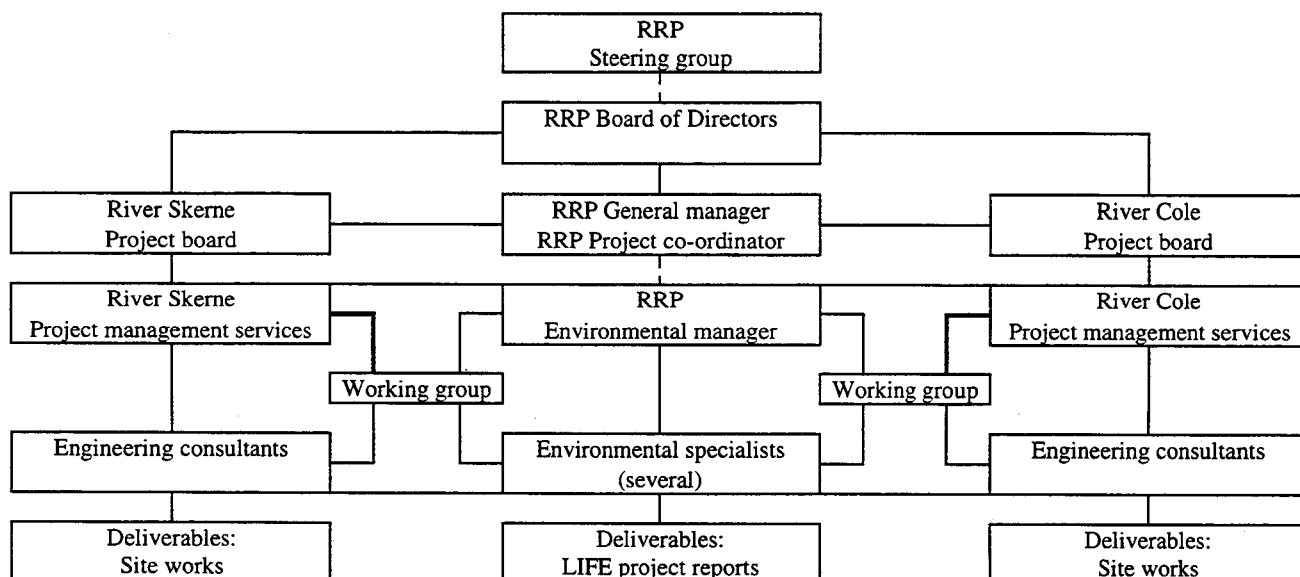 RRP
Steering group
RRP Board of Directors
River Skerne
Project board
RRP General manager
RRP Project co-ordinator
River Cole
Project board
River Skerne
Project management services
RRP
Environmental manager
River Cole
Project management services
Working group
Working group
Engineering consultants
Environmental specialists
(several)
Engineering consultants
Deliverables:
Site works
Deliverables:
LIFE project reports
Deliverables:
Site works